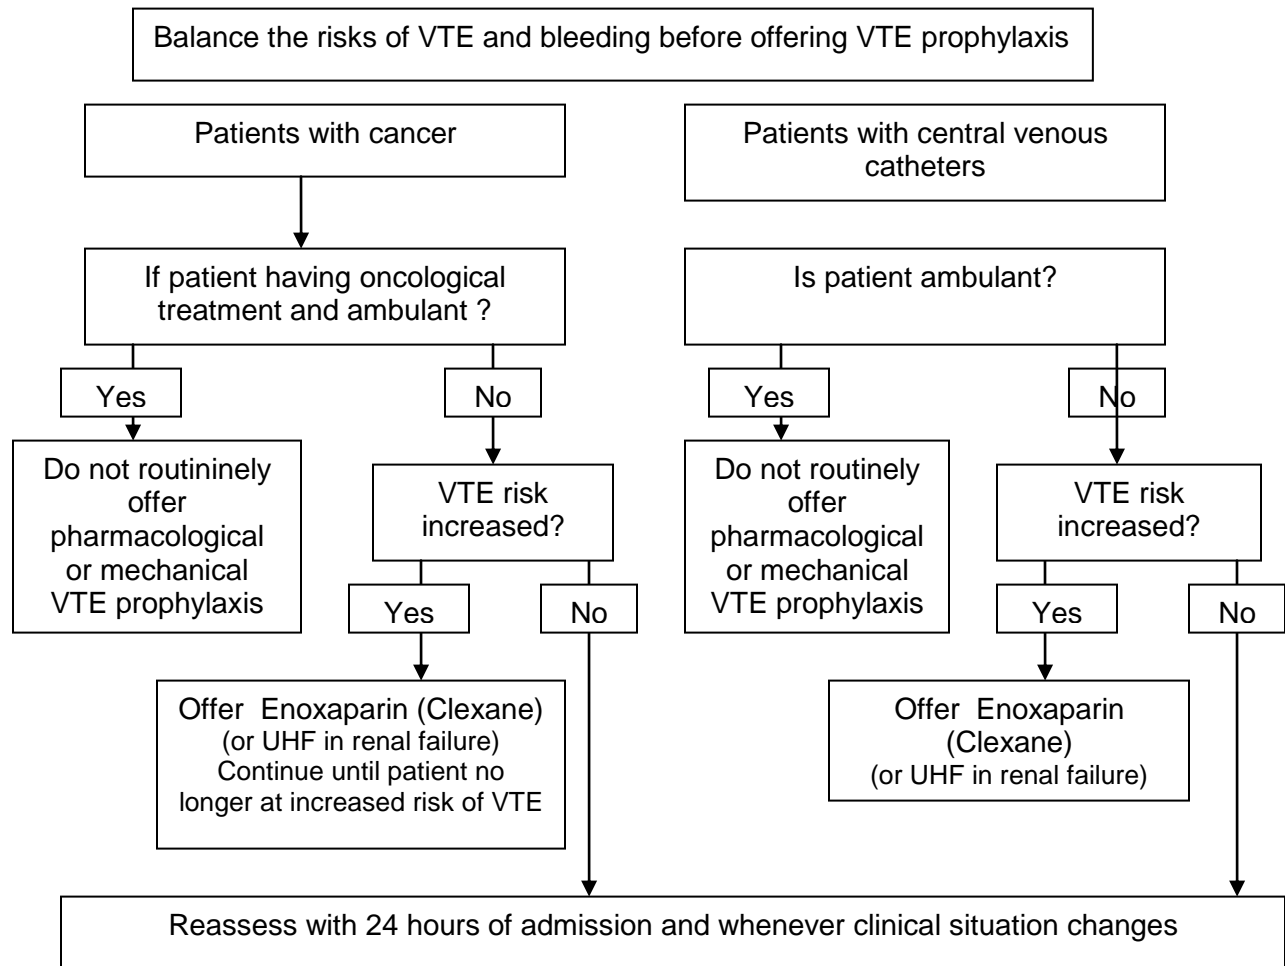 Balance the risks of VTE and bleeding before offering VTE prophylaxis
Patients with cancer
Patients with central venous
catheters
If patient having oncological
treatment and ambulant ?
Is patient ambulant?
Yes
No
Yes
No
Do not routininely
offer
pharmacological
or mechanical
VTE prophylaxis
VTE risk
increased?
Do not routinely
offer
pharmacological
or mechanical
VTE prophylaxis
VTE risk
increased?
Yes
No
Yes
No
Offer Enoxaparin (Clexane)
(or UHF in renal failure)
Continue until patient no
longer at increased risk of VTE
Offer Enoxaparin
(Clexane)
(or UHF in renal failure)
Reassess with 24 hours of admission and whenever clinical situation changes